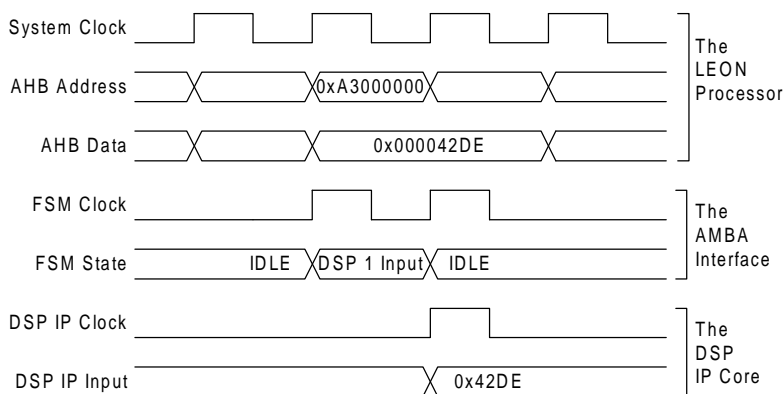 System Clock
AHB Address
0xA3000000
AHB Data
0x000042DE
The
LEON
Processor
FSM Clock
FSM State
IDLE
DSP 1 Input
IDLE
The
AMBA
Interface
DSP IP Clock
DSP IP Input
0x42DE
The
DSP
IP Core